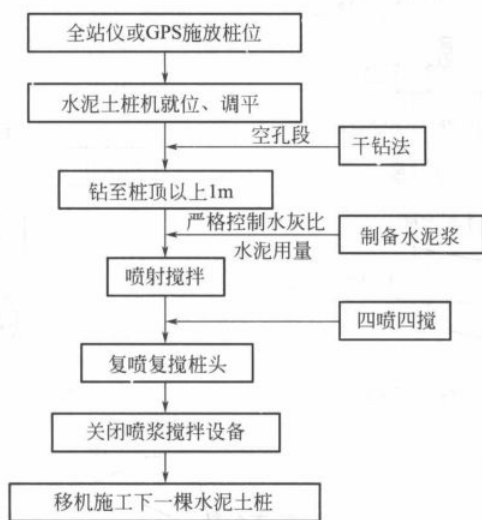 全站仪或GPS施放桩位
水泥土桩机就位、调平
空孔段
干钻法
钻至桩顶以上1m
严格控制水灰比
水泥用量
制备水泥浆
喷射搅拌
四喷四搅
复喷复搅桩头
关闭喷浆搅拌设备
移机施工下一棵水泥土桩